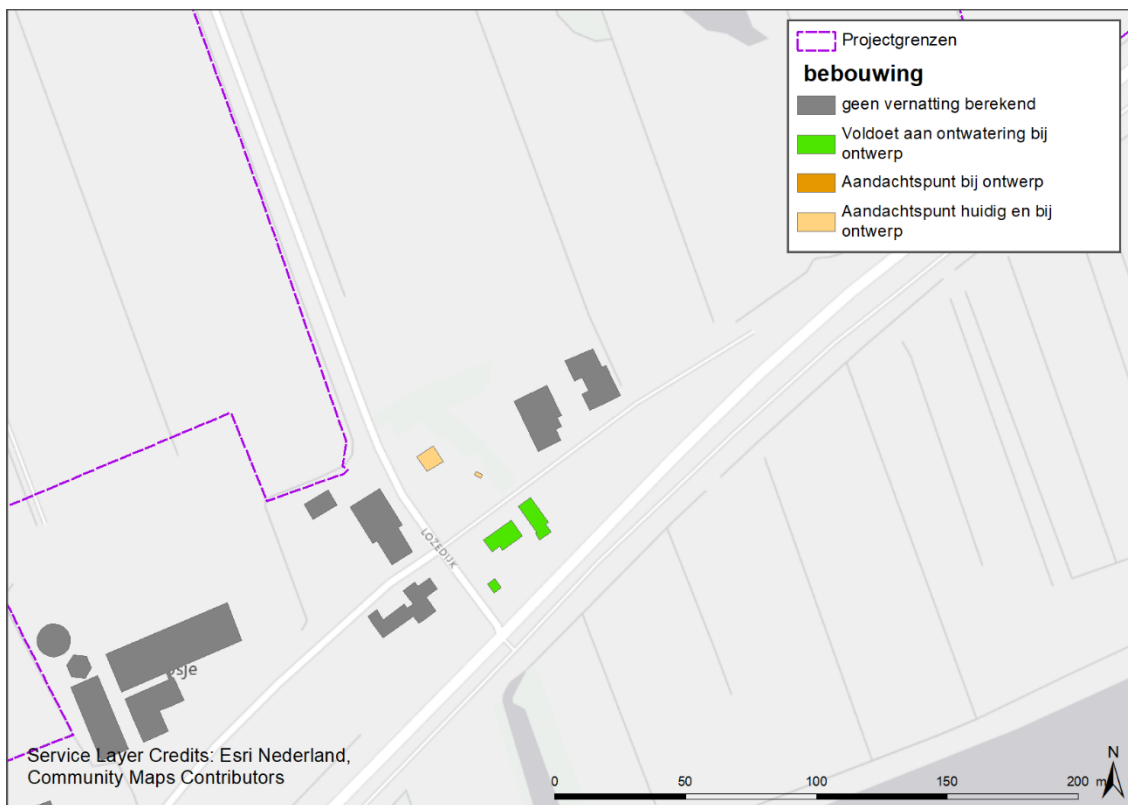 Projectgrenzen
bebouwing
geen vernatting berekend
Voldoet aan ontwatering bij
ontwerp
Aandachtspunt bij ontwerp
Aandachtspunt huidig en bij
ontwerp
LOZEDIJK
Service Layer Credits: Esri Nederland,
Community Maps Contributors
0 50 100 150 200 m
N